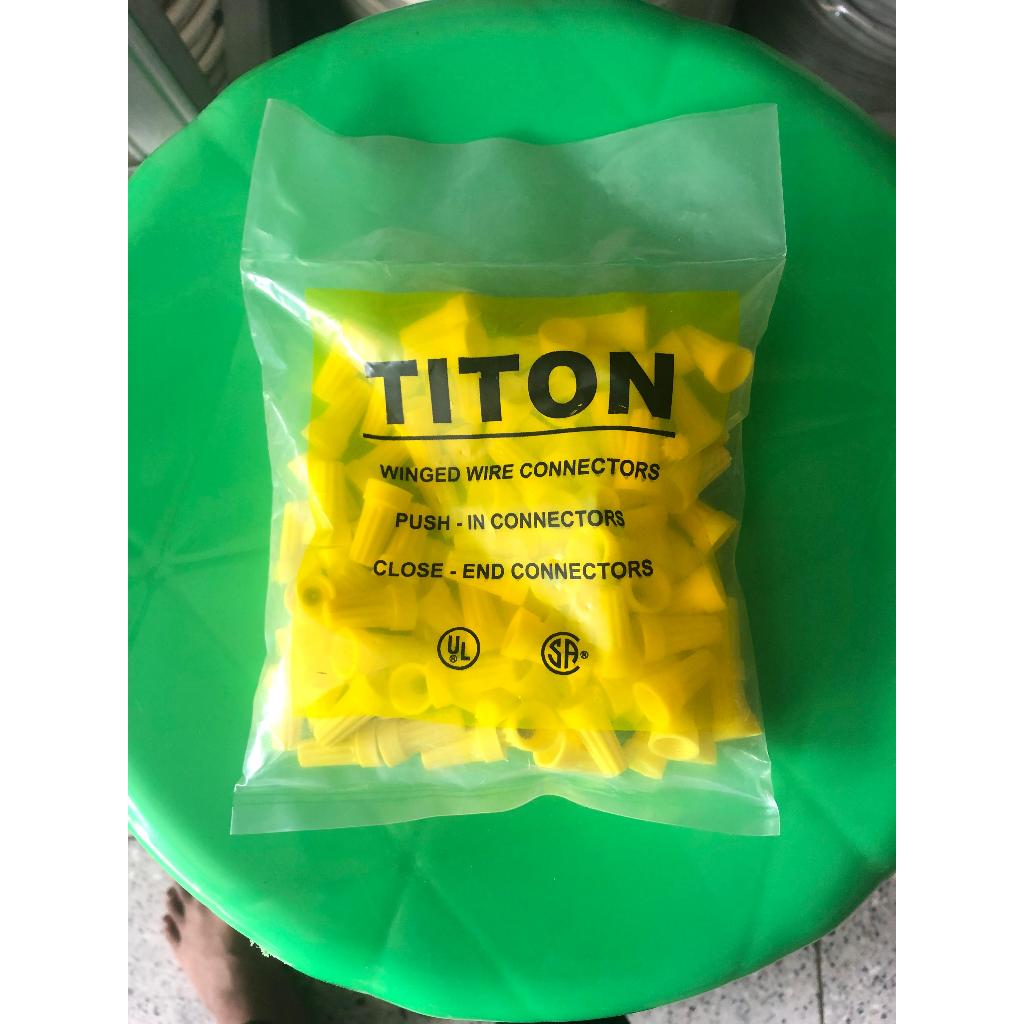 TITON
WINGED WIRE CONNECTORS
PUSH - IN CONNECTORS
CLOSE - END CONNECTORS
UL® SA®